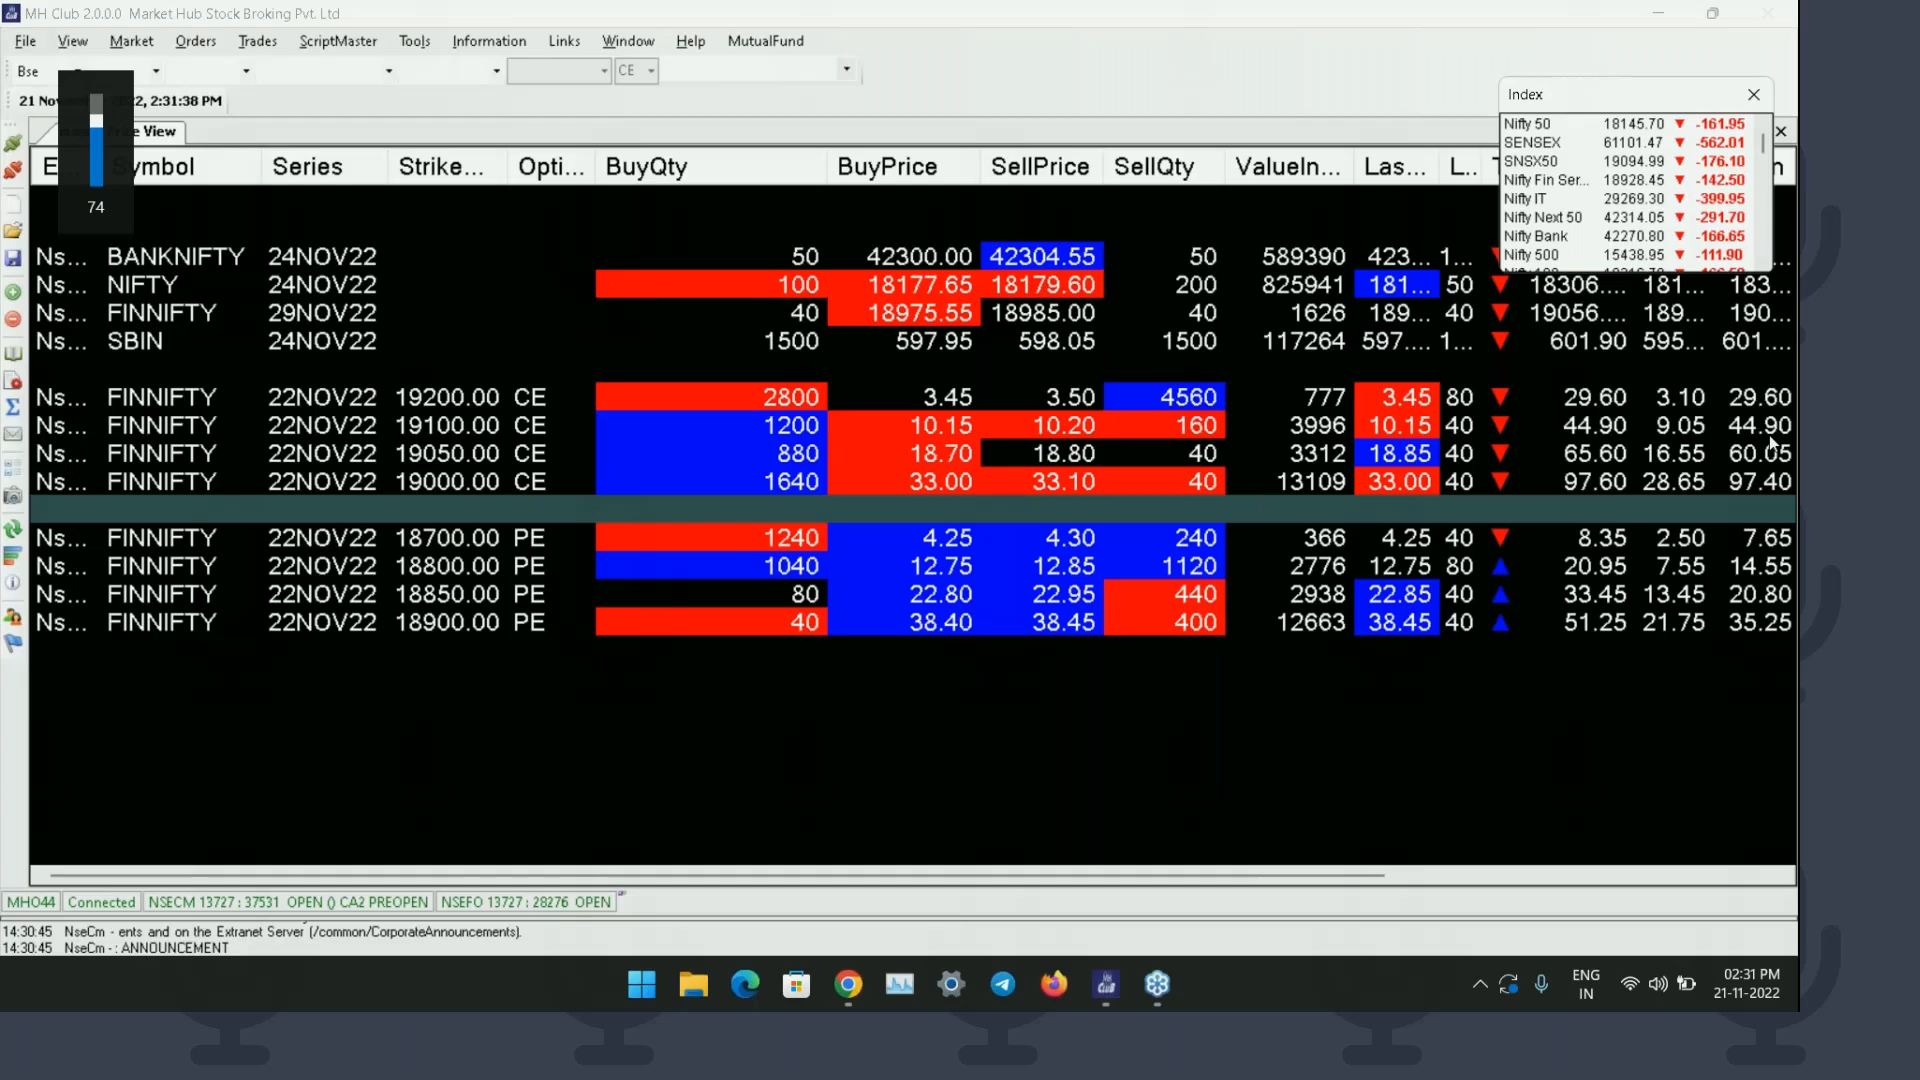 MH Club 2.0.0.0 Market Hub Stock Broking Pvt. Ltd
File View Market Orders Trades ScriptMaster Tools Information Links Window Help MutualFund
Bse CE
21 2:31:38 PM
View
74
Index
Nifty 50 18145.70 ▼ -161.95
SENSEX 61101.47 ▼ -562.01
SNSX50 19094.99 ▼ -176.10
Nifty Fin Ser... 18928.45 ▼ -142.50
Nifty IT 29269.30 ▼ -399.95
Nifty Next 50 42314.05 ▼ -291.70
Nifty Bank 42270.80 ▼ -166.65
Nifty 500 15438.95 ▼ -111.90
E... Symbol Series Strike... Opti... BuyQty BuyPrice SellPrice SellQty ValueIn... Las... L..
Ns... BANKNIFTY 24NOV22 50 42300.00 42304.55 50 589390 423... 1...
Ns... NIFTY 24NOV22 100 18177.65 18179.60 200 825941 181... 50 ▼ 18306.... 181... 183...
Ns... FINNIFTY 29NOV22 40 18975.55 18985.00 40 1626 189... 40 ▼ 19056.... 189... 190...
Ns... SBIN 24NOV22 1500 597.95 598.05 1500 117264 597.... 1... ▼ 601.90 595... 601....
Ns... FINNIFTY 22NOV22 19200.00 CE 2800 3.45 3.50 4560 777 3.45 80 ▼ 29.60 3.10 29.60
Ns... FINNIFTY 22NOV22 19100.00 CE 1200 10.15 10.20 160 3996 10.15 40 ▼ 44.90 9.05 44.90
Ns... FINNIFTY 22NOV22 19050.00 CE 880 18.70 18.80 40 3312 18.85 40 ▼ 65.60 16.55 60.05
Ns... FINNIFTY 22NOV22 19000.00 CE 1640 33.00 33.10 40 13109 33.00 40 ▼ 97.60 28.65 97.40
Ns... FINNIFTY 22NOV22 18700.00 PE 1240 4.25 4.30 240 366 4.25 40 ▼ 8.35 2.50 7.65
Ns... FINNIFTY 22NOV22 18800.00 PE 1040 12.75 12.85 1120 2776 12.75 80 ▲ 20.95 7.55 14.55
Ns... FINNIFTY 22NOV22 18850.00 PE 80 22.80 22.95 440 2938 22.85 40 ▲ 33.45 13.45 20.80
Ns... FINNIFTY 22NOV22 18900.00 PE 40 38.40 38.45 400 12663 38.45 40 ▲ 51.25 21.75 35.25
MHO44 Connected NSECM 13727 : 37531 OPEN () CA2 PREOPEN NSEFO 13727 : 28276 OPEN
14:30:45 NseCm - ents and on the Extranet Server (/common/CorporateAnnouncements).
14:30:45 NseCm - : ANNOUNCEMENT
ENG
IN
02:31 PM
21-11-2022